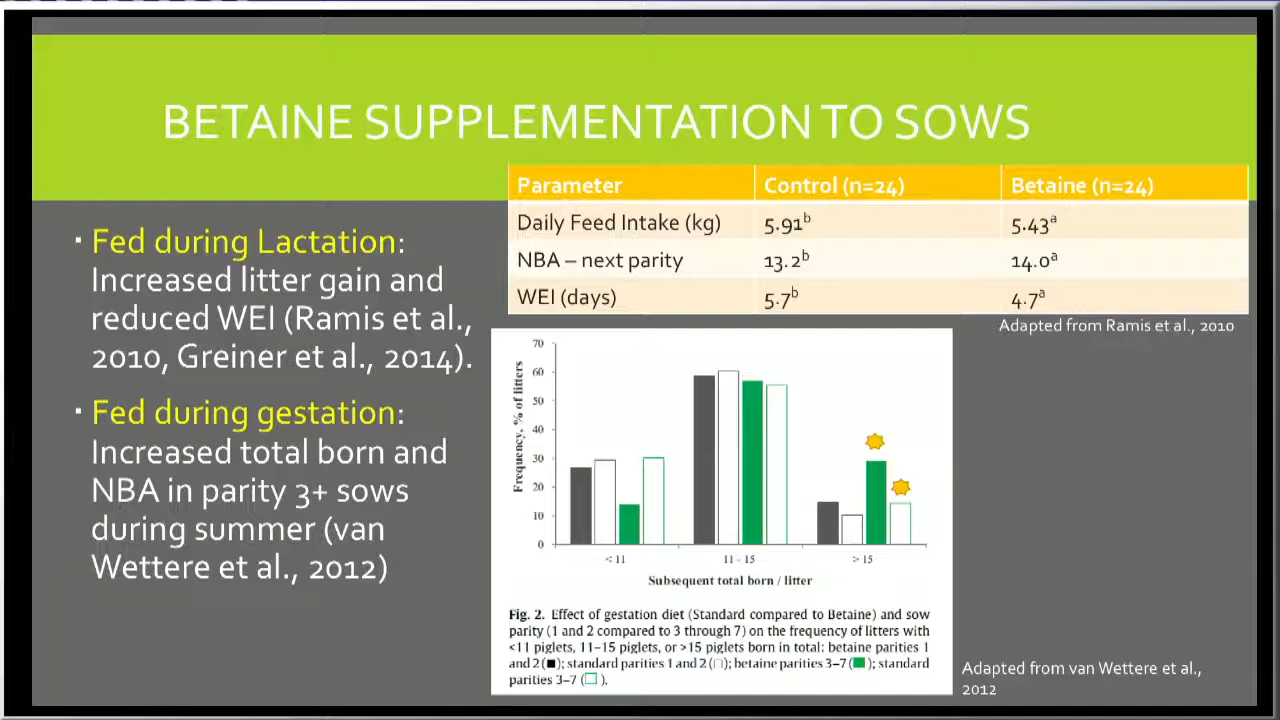 BETAINE SUPPLEMENTATION TO SOWS
▪ Fed during Lactation:
Increased litter gain and
reduced WEI (Ramis et al.,
2010, Greiner et al., 2014).
▪ Fed during gestation:
Increased total born and
NBA in parity 3+ sows
during summer (van
Wettere et al., 2012)
Parameter Control (n=24) Betaine (n=24)
Daily Feed Intake (kg) 5.91ᵇ 5.43ᵃ
NBA – next parity 13.2ᵇ 14.0ᵃ
WEI (days) 5.7ᵇ 4.7ᵃ
Adapted from Ramis et al., 2010
Frequency, % of litters
70
60
50
40
30
20
10
0
< 11 11 - 15 > 15
Subsequent total born / litter
Fig. 2. Effect of gestation diet (Standard compared to Betaine) and sow
parity (1 and 2 compared to 3 through 7) on the frequency of litters with
<11 piglets, 11–15 piglets, or >15 piglets born in total: betaine parities 1
and 2 (■); standard parities 1 and 2 (□); betaine parities 3–7 (■); standard
parities 3–7 (□).
Adapted from van Wettere et al.,
2012